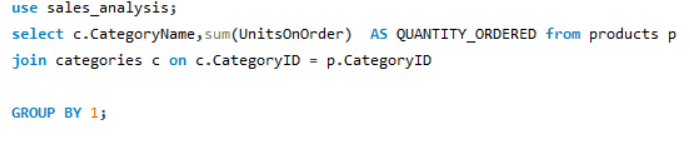 use sales_analysis;
select c.CategoryName,sum(UnitsOnOrder)  AS QUANTITY_ORDERED from products p
join categories c on c.CategoryID = p.CategoryID
GROUP BY 1;